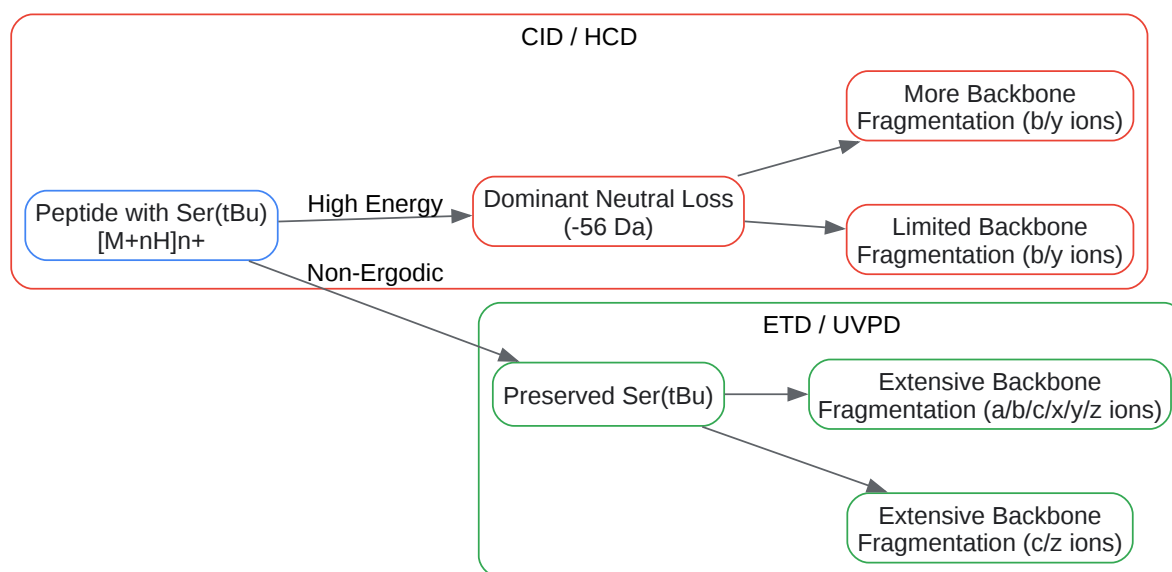 CID / HCD
More Backbone
Fragmentation (b/y ions)
Peptide with Ser(tBu)
[M+nH]n+
High Energy
Dominant Neutral Loss
(-56 Da)
Limited Backbone
Fragmentation (b/y ions)
Non-Ergodic
ETD / UVPD
Preserved Ser(tBu)
Extensive Backbone
Fragmentation (a/b/c/x/y/z ions)
Extensive Backbone
Fragmentation (c/z ions)